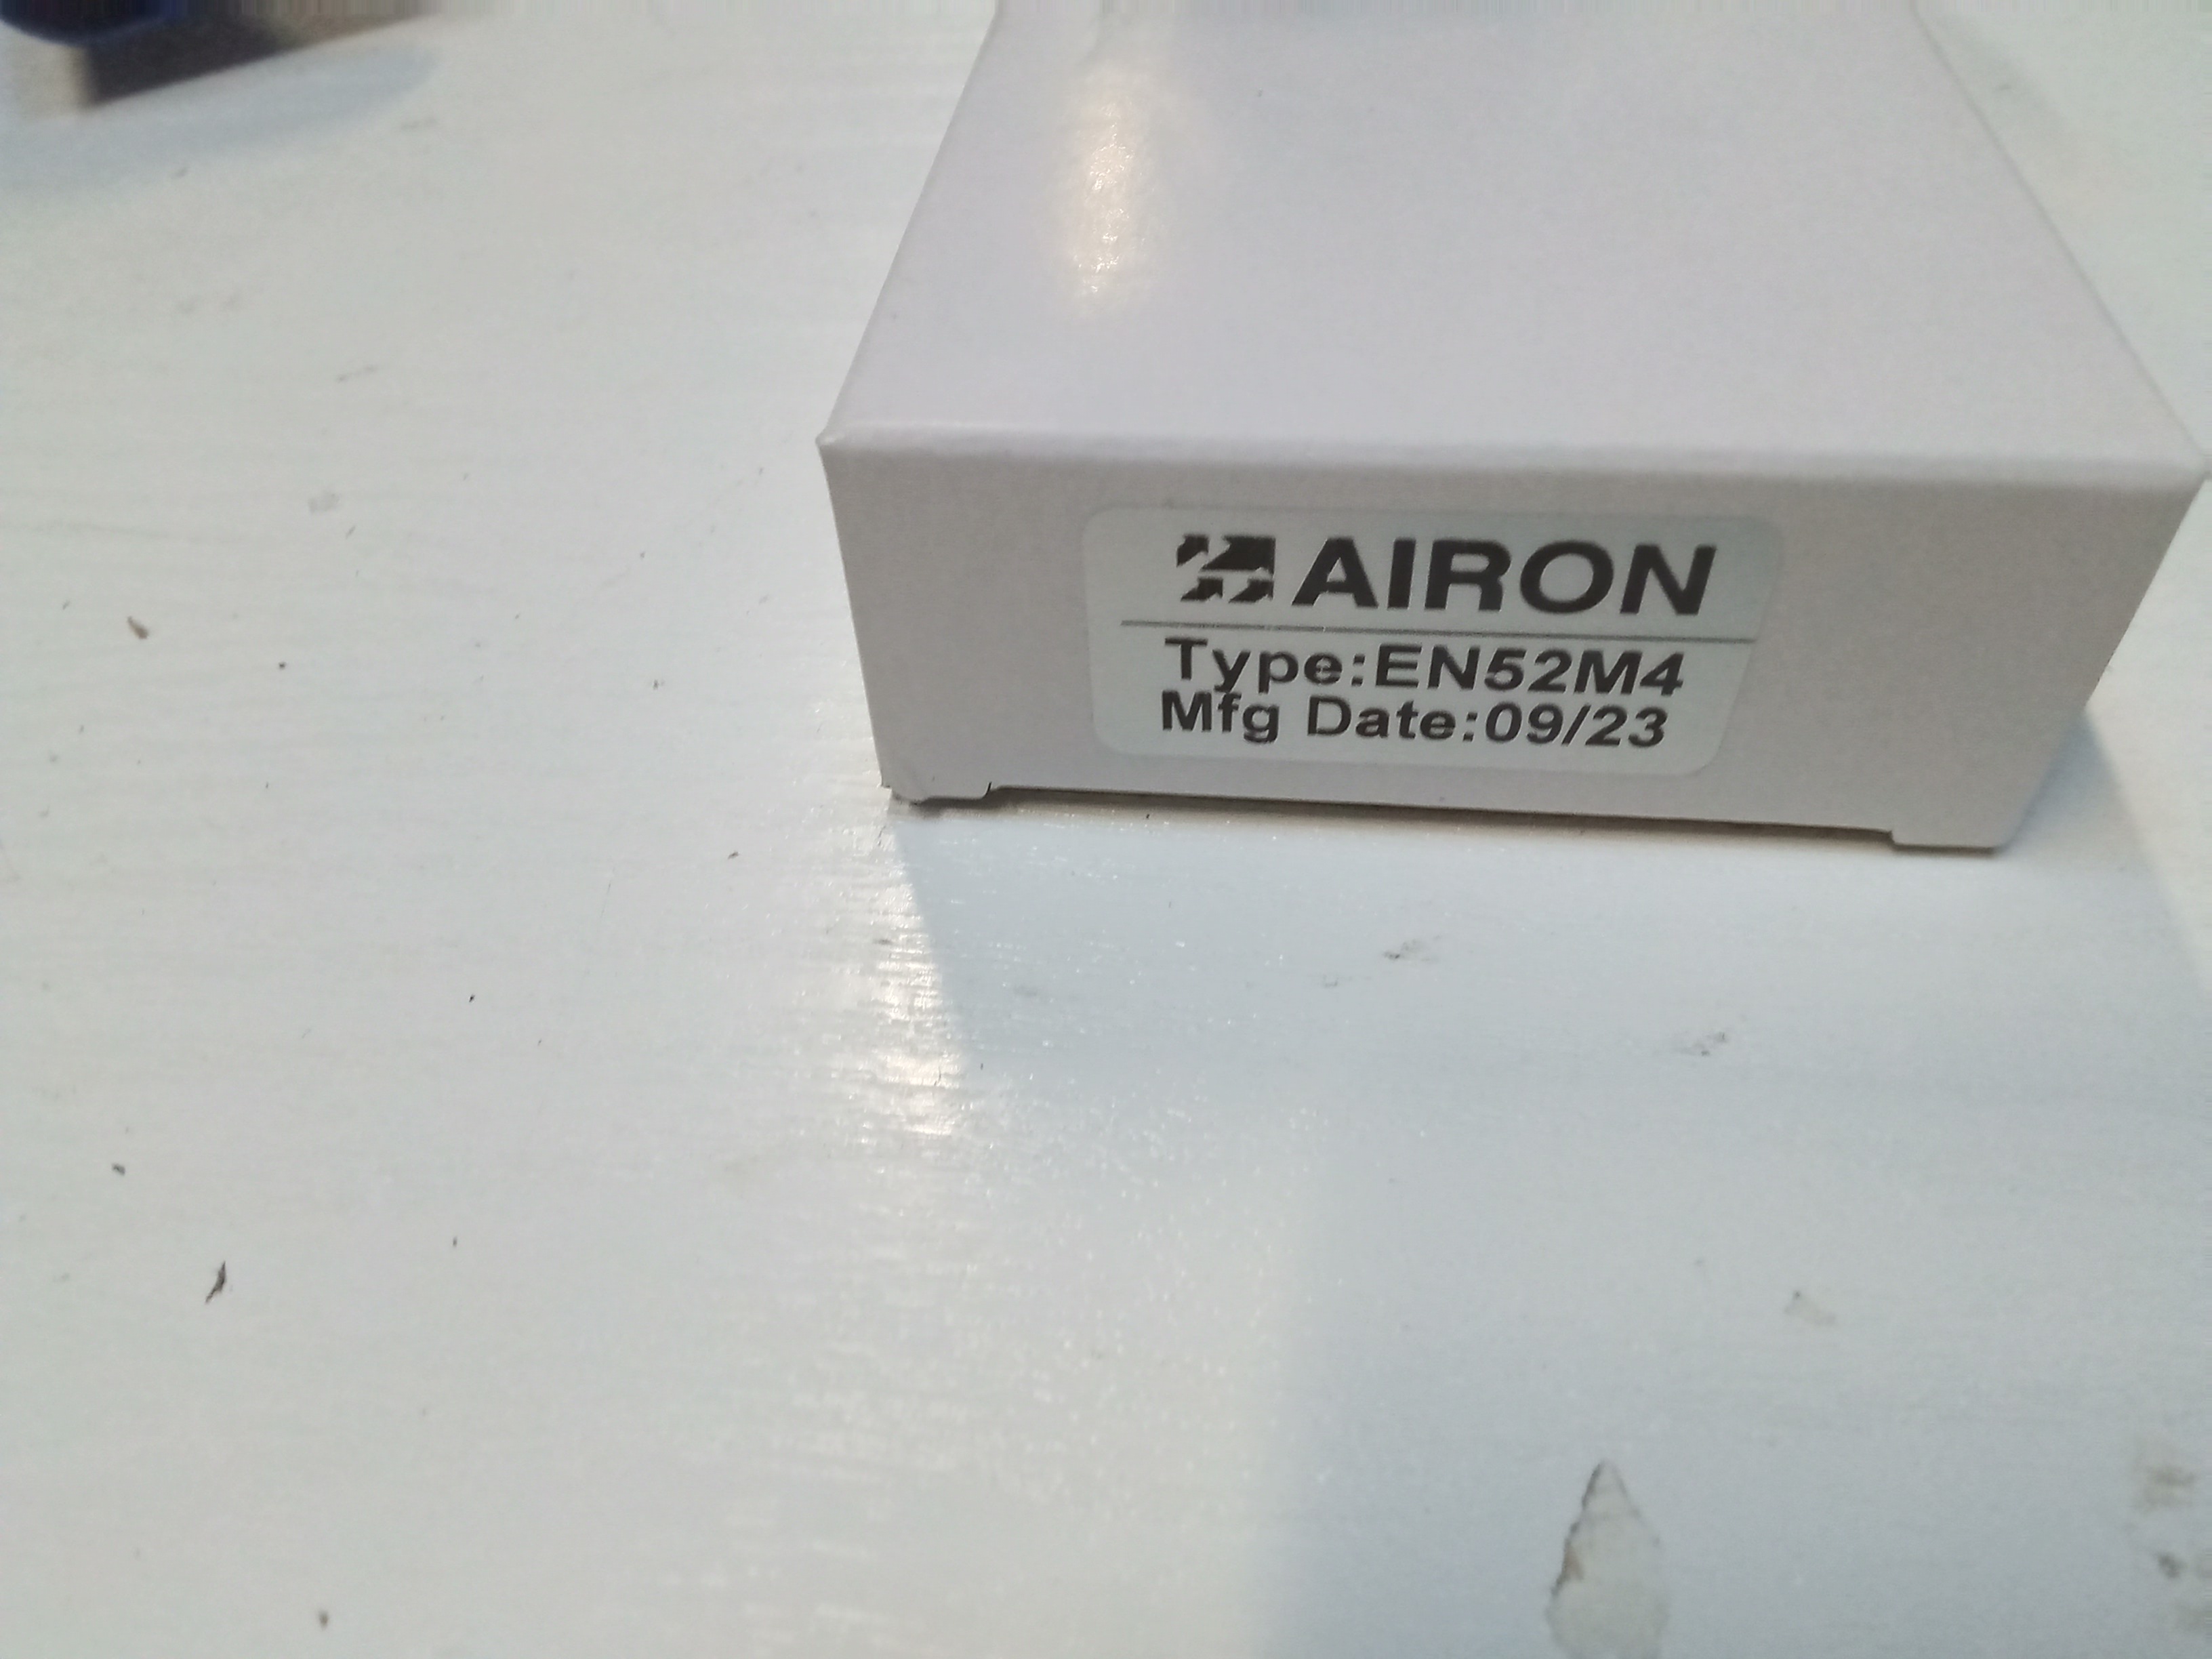 AIRON
Type:EN52M4
Mfg Date:09/23